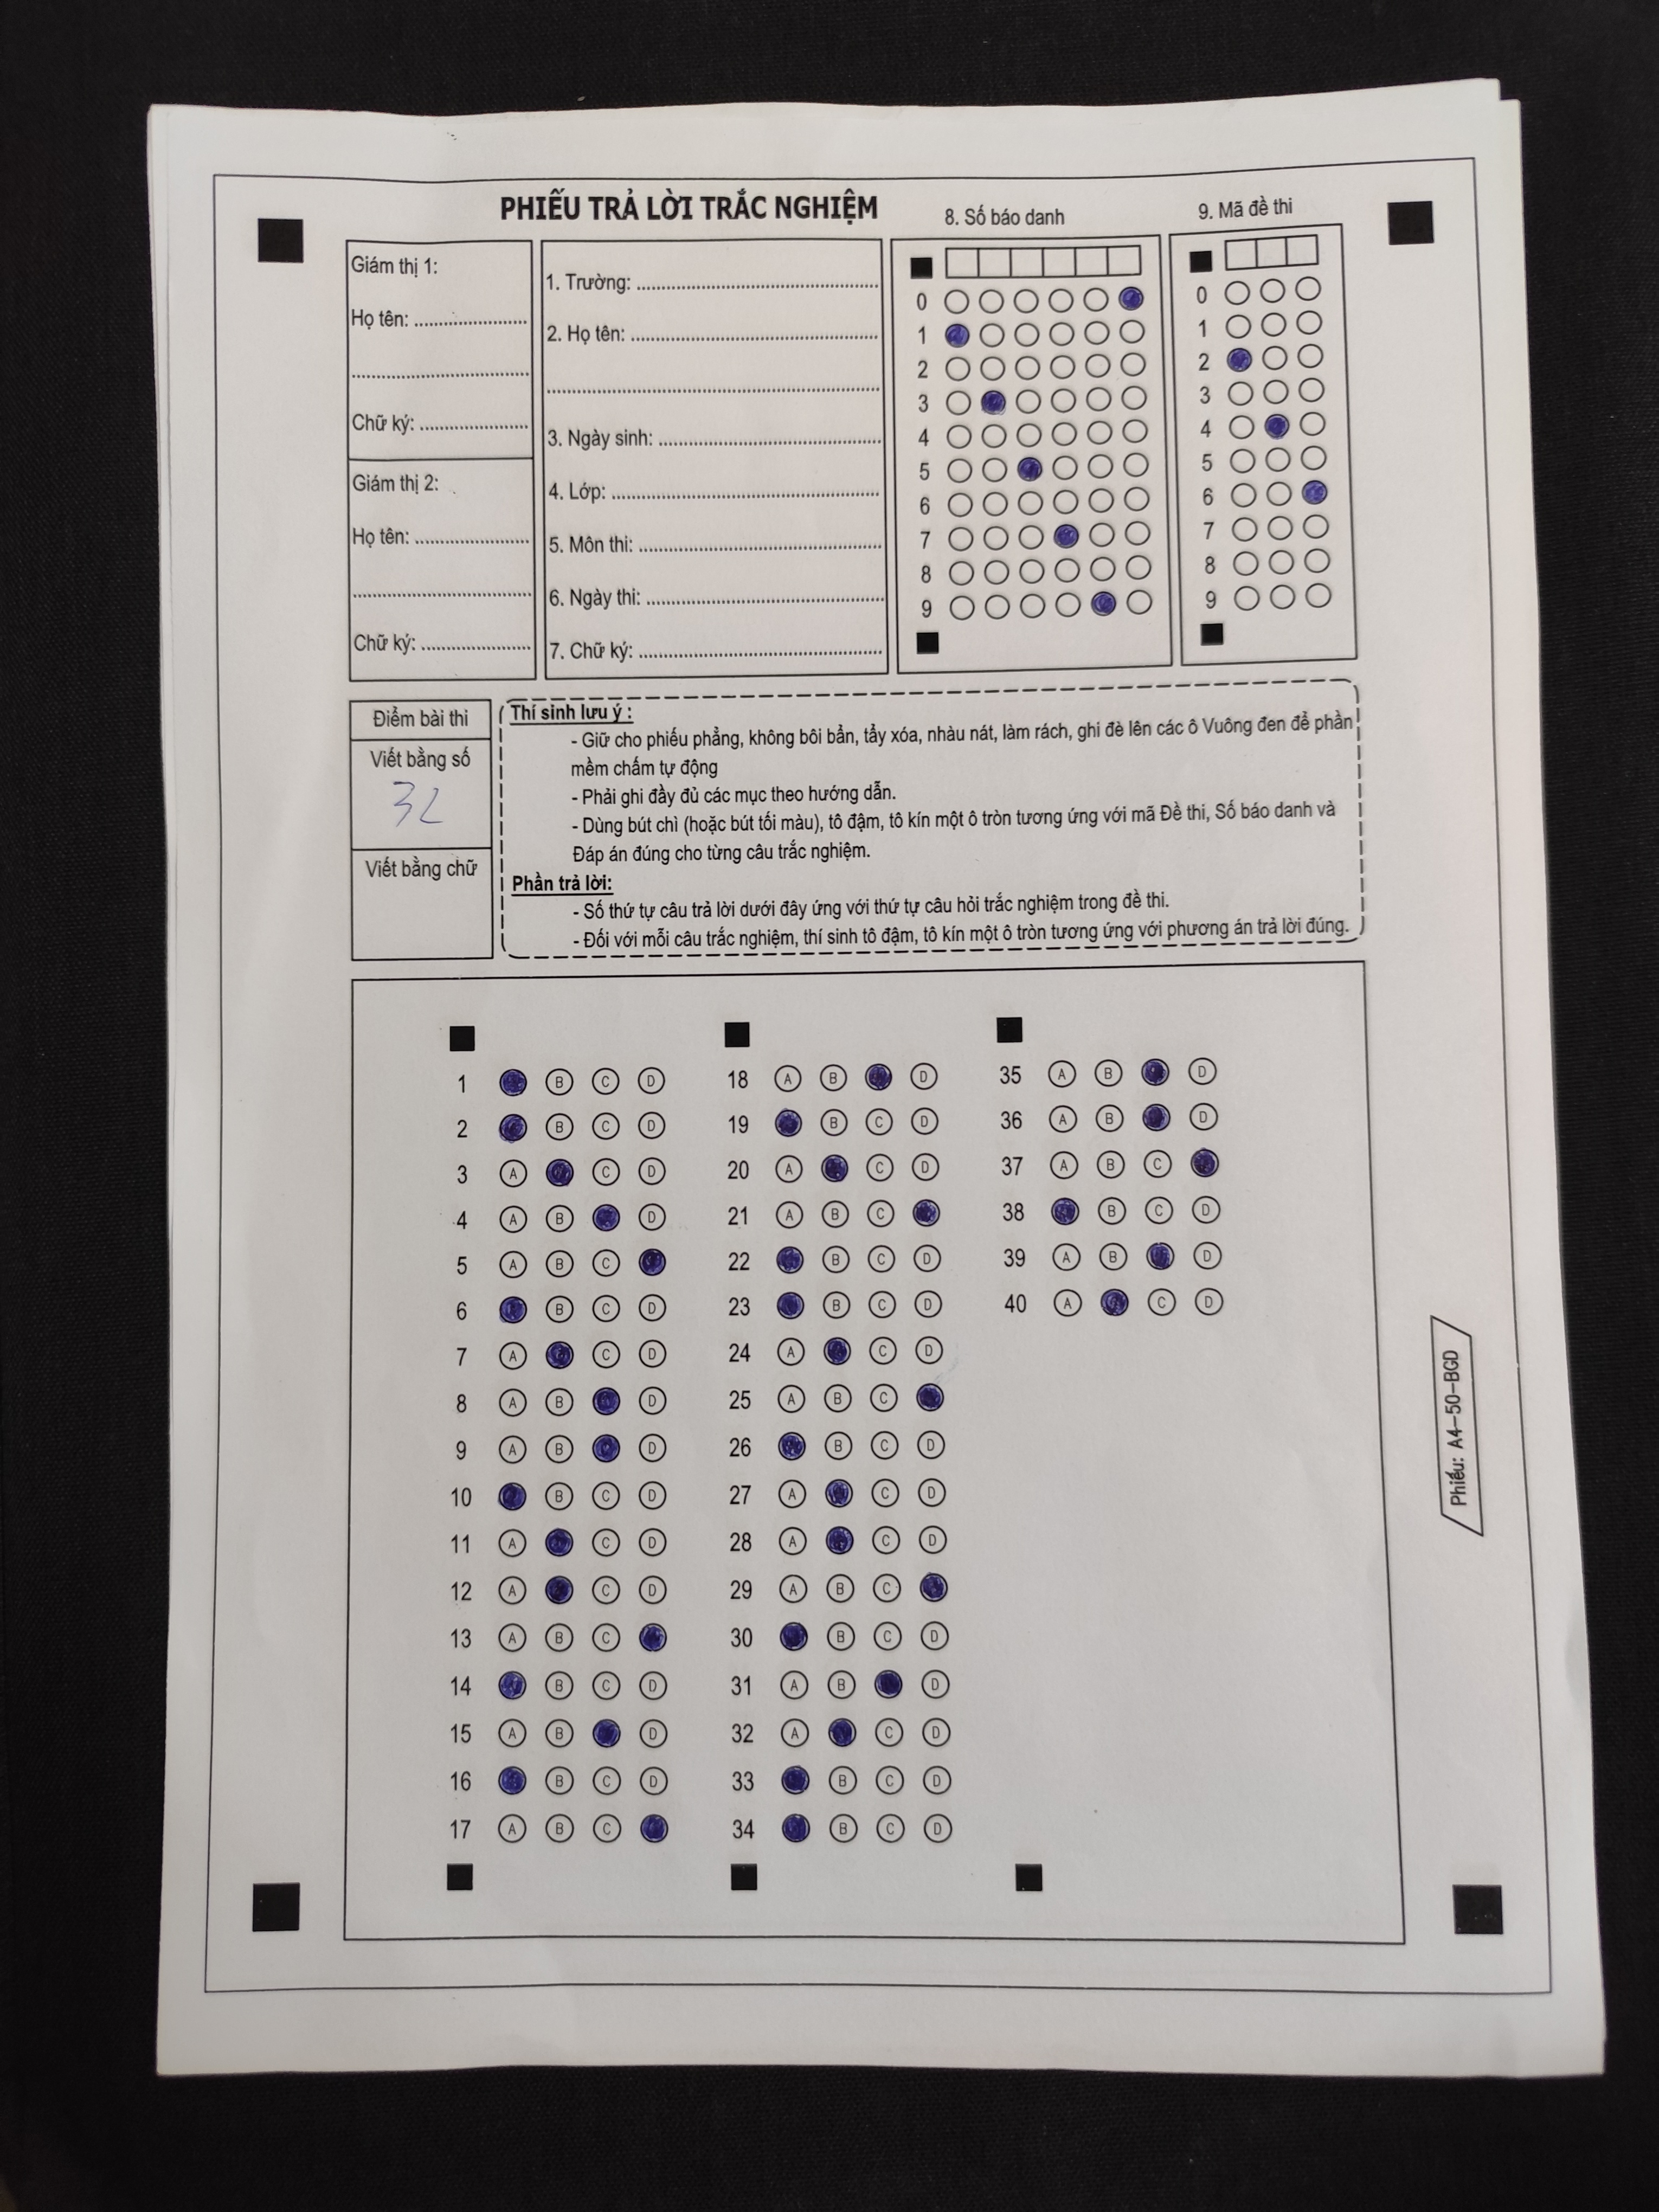 PHIẾU TRẢ LỜI TRẮC NGHIỆM
8. Số báo danh
9. Mã đề thi
Giám thị 1:
Họ tên: ......................
..................................
Chữ ký: .....................
Giám thị 2:
Họ tên: ......................
..................................
Chữ ký: .....................
1. Trường: ..............................................
2. Họ tên: ...............................................
...............................................................
3. Ngày sinh: ..........................................
4. Lớp: ...................................................
5. Môn thi: ..............................................
6. Ngày thi: .............................................
7. Chữ ký: ..............................................
0
1
2
3
4
5
6
7
8
9
0
1
2
3
4
5
6
7
8
9
Điểm bài thi
Viết bằng số
32
Viết bằng chữ
Thí sinh lưu ý :
- Giữ cho phiếu phẳng, không bôi bẩn, tẩy xóa, nhàu nát, làm rách, ghi đè lên các ô Vuông đen để phần
mềm chấm tự động
- Phải ghi đầy đủ các mục theo hướng dẫn.
- Dùng bút chì (hoặc bút tối màu), tô đậm, tô kín một ô tròn tương ứng với mã Đề thi, Số báo danh và
Đáp án đúng cho từng câu trắc nghiệm.
Phần trả lời:
- Số thứ tự câu trả lời dưới đây ứng với thứ tự câu hỏi trắc nghiệm trong đề thi.
- Đối với mỗi câu trắc nghiệm, thí sinh tô đậm, tô kín một ô tròn tương ứng với phương án trả lời đúng.
1 B C D
2 B C D
3 A C D
4 A B D
5 A B C
6 B C D
7 A C D
8 A B D
9 A B D
10 B C D
11 A C D
12 A C D
13 A B C
14 B C D
15 A B D
16 B C D
17 A B C
18 A B D
19 B C D
20 A C D
21 A B C
22 B C D
23 B C D
24 A C D
25 A B C
26 B C D
27 A C D
28 A C D
29 A B C
30 B C D
31 A B D
32 A C D
33 B C D
34 B C D
35 A B D
36 A B D
37 A B C
38 B C D
39 A B D
40 A C D
Phiếu: A4-50-BGD